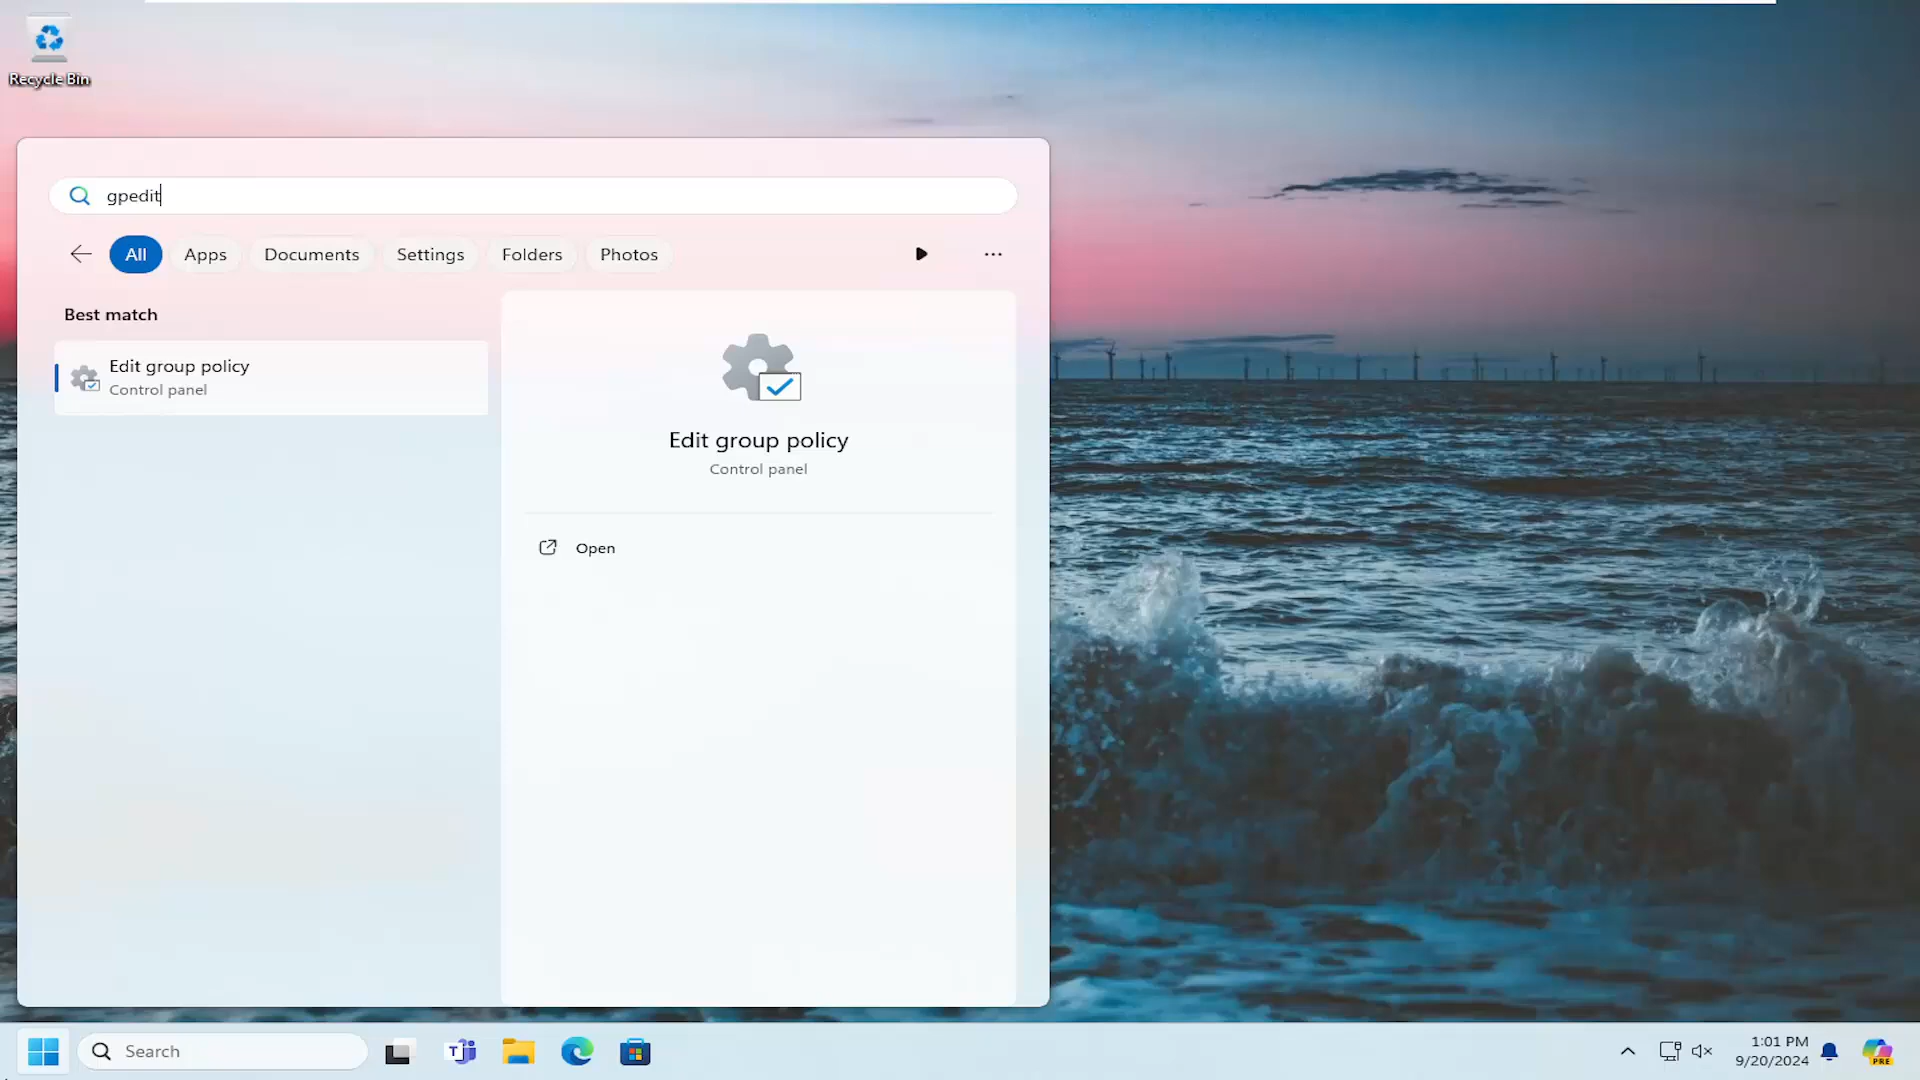 Recycle Bin
gpedit
All
Apps
Documents
Settings
Folders
Photos
Best match
Edit group policy
Control panel
Edit group policy
Control panel
Open
Search
T
1:01 PM
9/20/2024
PRE